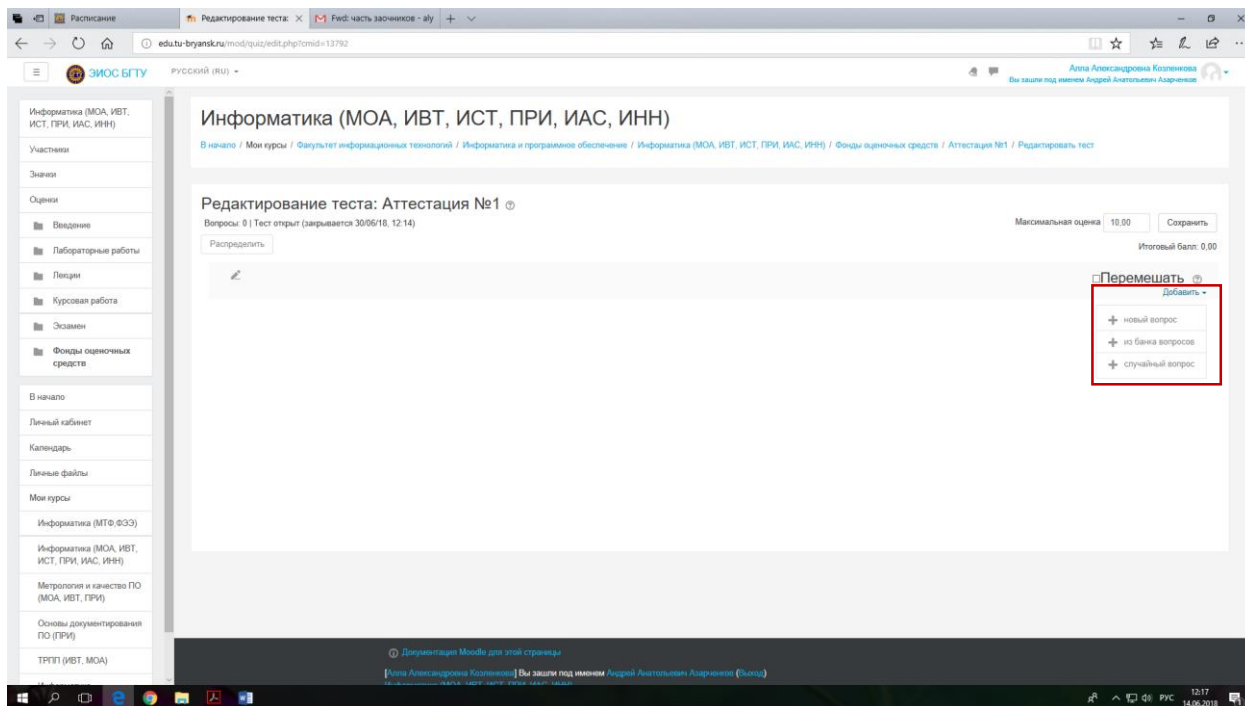 Расписание
Редактирование теста:
Fwd: часть заочников - aly
edu.tu-bryansk.ru/mod/quiz/edit.php?cmid=13792
ЭИОС БГТУ
РУССКИЙ (RU)
Алла Александровна Козленкова
Вы зашли под именем Андрей Анатольевич Азарченков
Информатика (МОА, ИВТ,
ИСТ, ПРИ, ИАС, ИНН)
Участники
Значки
Оценки
Введение
Лабораторные работы
Лекции
Курсовая работа
Экзамен
Фонды оценочных
средств
В начало
Личный кабинет
Календарь
Личные файлы
Мои курсы
Информатика (МТФ,ФЭЭ)
Информатика (МОА, ИВТ,
ИСТ, ПРИ, ИАС, ИНН)
Метрология и качество ПО
(МОА, ИВТ, ПРИ)
Основы документирования
ПО (ПРИ)
ТРПП (ИВТ, МОА)
Информатика (МОА, ИВТ, ИСТ, ПРИ, ИАС, ИНН)
В начало / Мои курсы / Факультет информационных технологий / Информатика и программное обеспечение / Информатика (МОА, ИВТ, ИСТ, ПРИ, ИАС, ИНН) / Фонды оценочных средств / Аттестация №1 / Редактировать тест
Редактирование теста: Аттестация №1
Вопросы: 0 | Тест открыт (закрывается 30/06/18, 12:14)
Максимальная оценка 10,00 Сохранить
Распределить
Итоговый балл: 0,00
Перемешать
Добавить
новый вопрос
из банка вопросов
случайный вопрос
Документация Moodle для этой страницы
[Алла Александровна Козленкова] Вы зашли под именем Андрей Анатольевич Азарченков (Выход)
РУС
12:17
14.06.2018